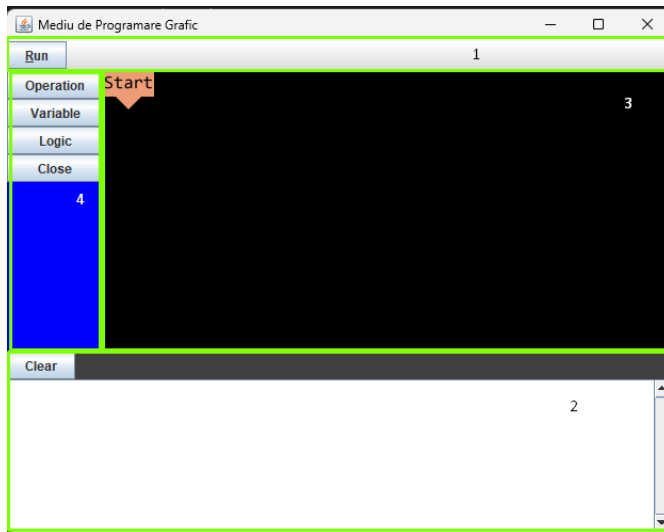 Mediu de Programare Grafic
Run
1
Operation
Start
Variable
3
Logic
Close
4
Clear
2